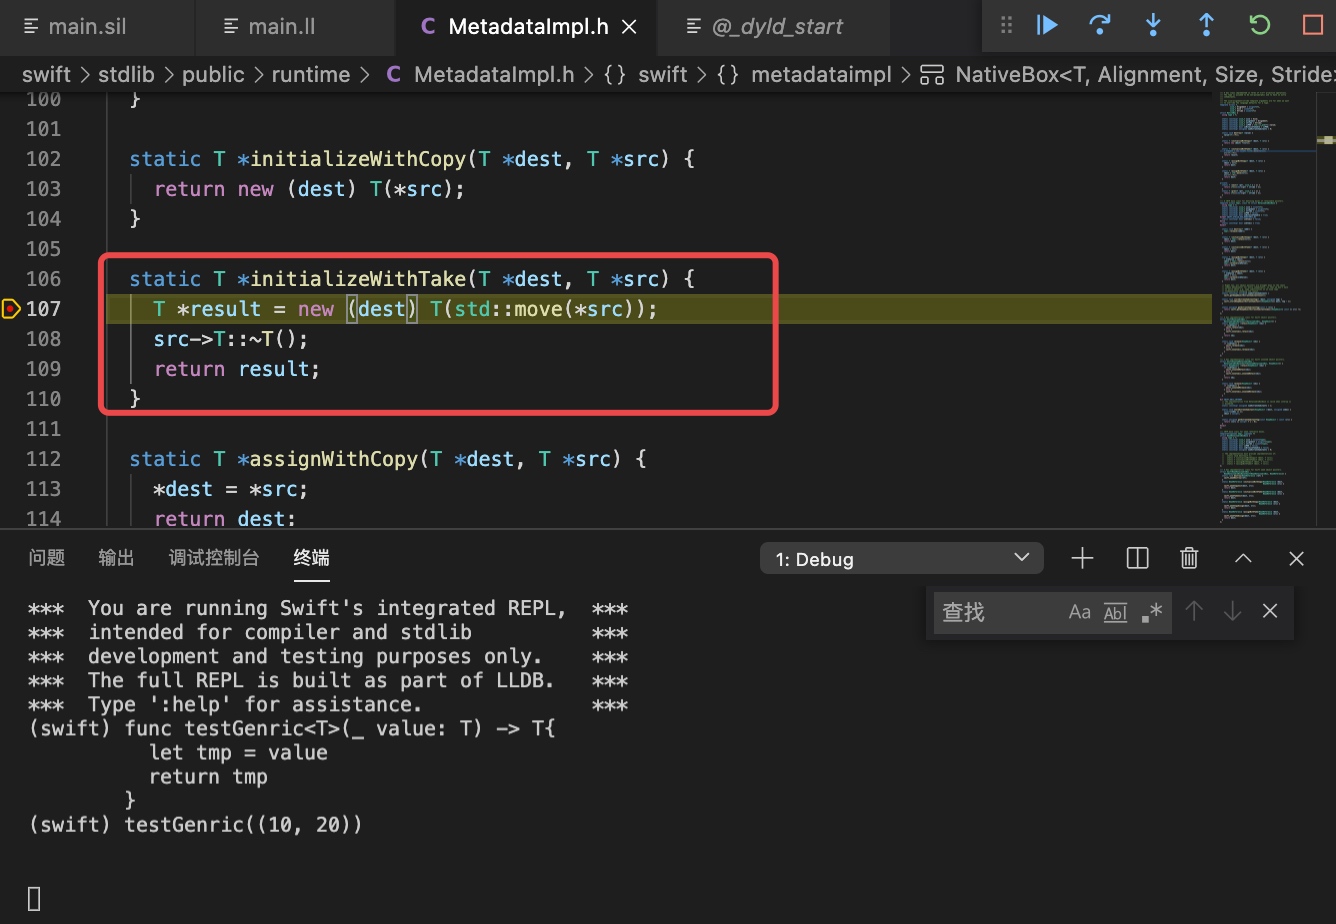 main.sil main.ll C MetadataImpl.h @_dyld_start
swift > stdlib > public > runtime > C MetadataImpl.h > {} swift > {} metadataimpl > NativeBox<T, Alignment, Size, Stride>
100 }
101
102 static T *initializeWithCopy(T *dest, T *src) {
103 return new (dest) T(*src);
104 }
105
106 static T *initializeWithTake(T *dest, T *src) {
107 T *result = new (dest) T(std::move(*src));
108 src->T::~T();
109 return result;
110 }
111
112 static T *assignWithCopy(T *dest, T *src) {
113 *dest = *src;
114 return dest;
问题 输出 调试控制台 终端 1: Debug
查找 Aa Abl .*
*** You are running Swift's integrated REPL, ***
*** intended for compiler and stdlib ***
*** development and testing purposes only. ***
*** The full REPL is built as part of LLDB. ***
*** Type ':help' for assistance. ***
(swift) func testGenric<T>(_ value: T) -> T{
let tmp = value
return tmp
}
(swift) testGenric((10, 20))